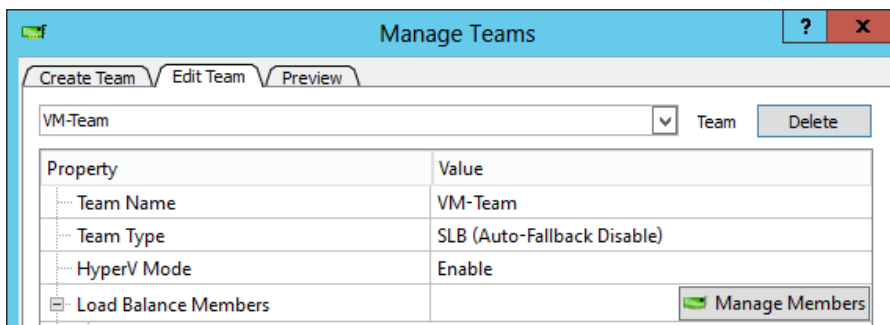 Manage Teams ? x
Create Team Edit Team Preview
VM-Team Team Delete
Property Value
Team Name VM-Team
Team Type SLB (Auto-Fallback Disable)
HyperV Mode Enable
Load Balance Members Manage Members